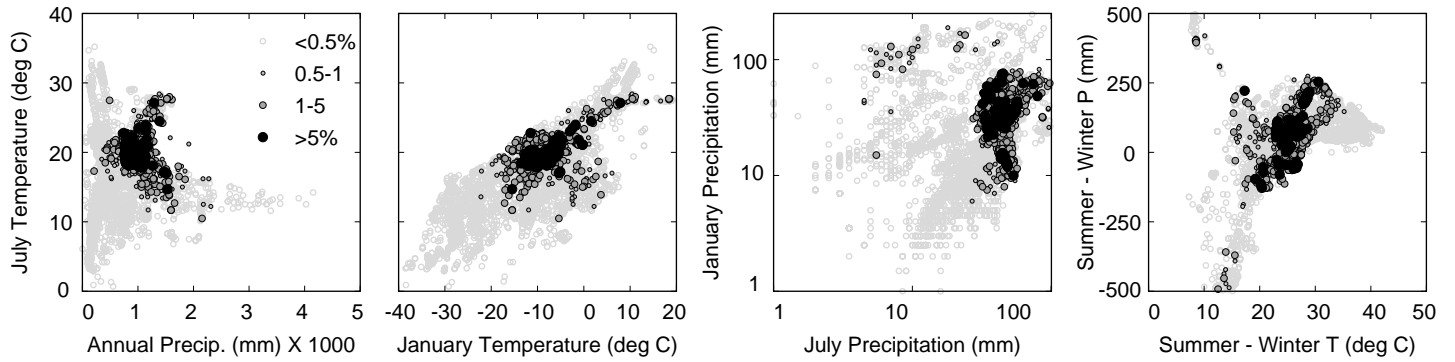 40
30
20
10
0
July Temperature (deg C)
<0.5%
0.5-1
1-5
>5%
0 1 2 3 4 5
Annual Precip. (mm) X 1000
-40 -30 -20 -10 0 10 20
January Temperature (deg C)
100
10
1
January Precipitation (mm)
1 10 100
July Precipitation (mm)
500
250
0
-250
-500
Summer - Winter P (mm)
0 10 20 30 40 50
Summer - Winter T (deg C)